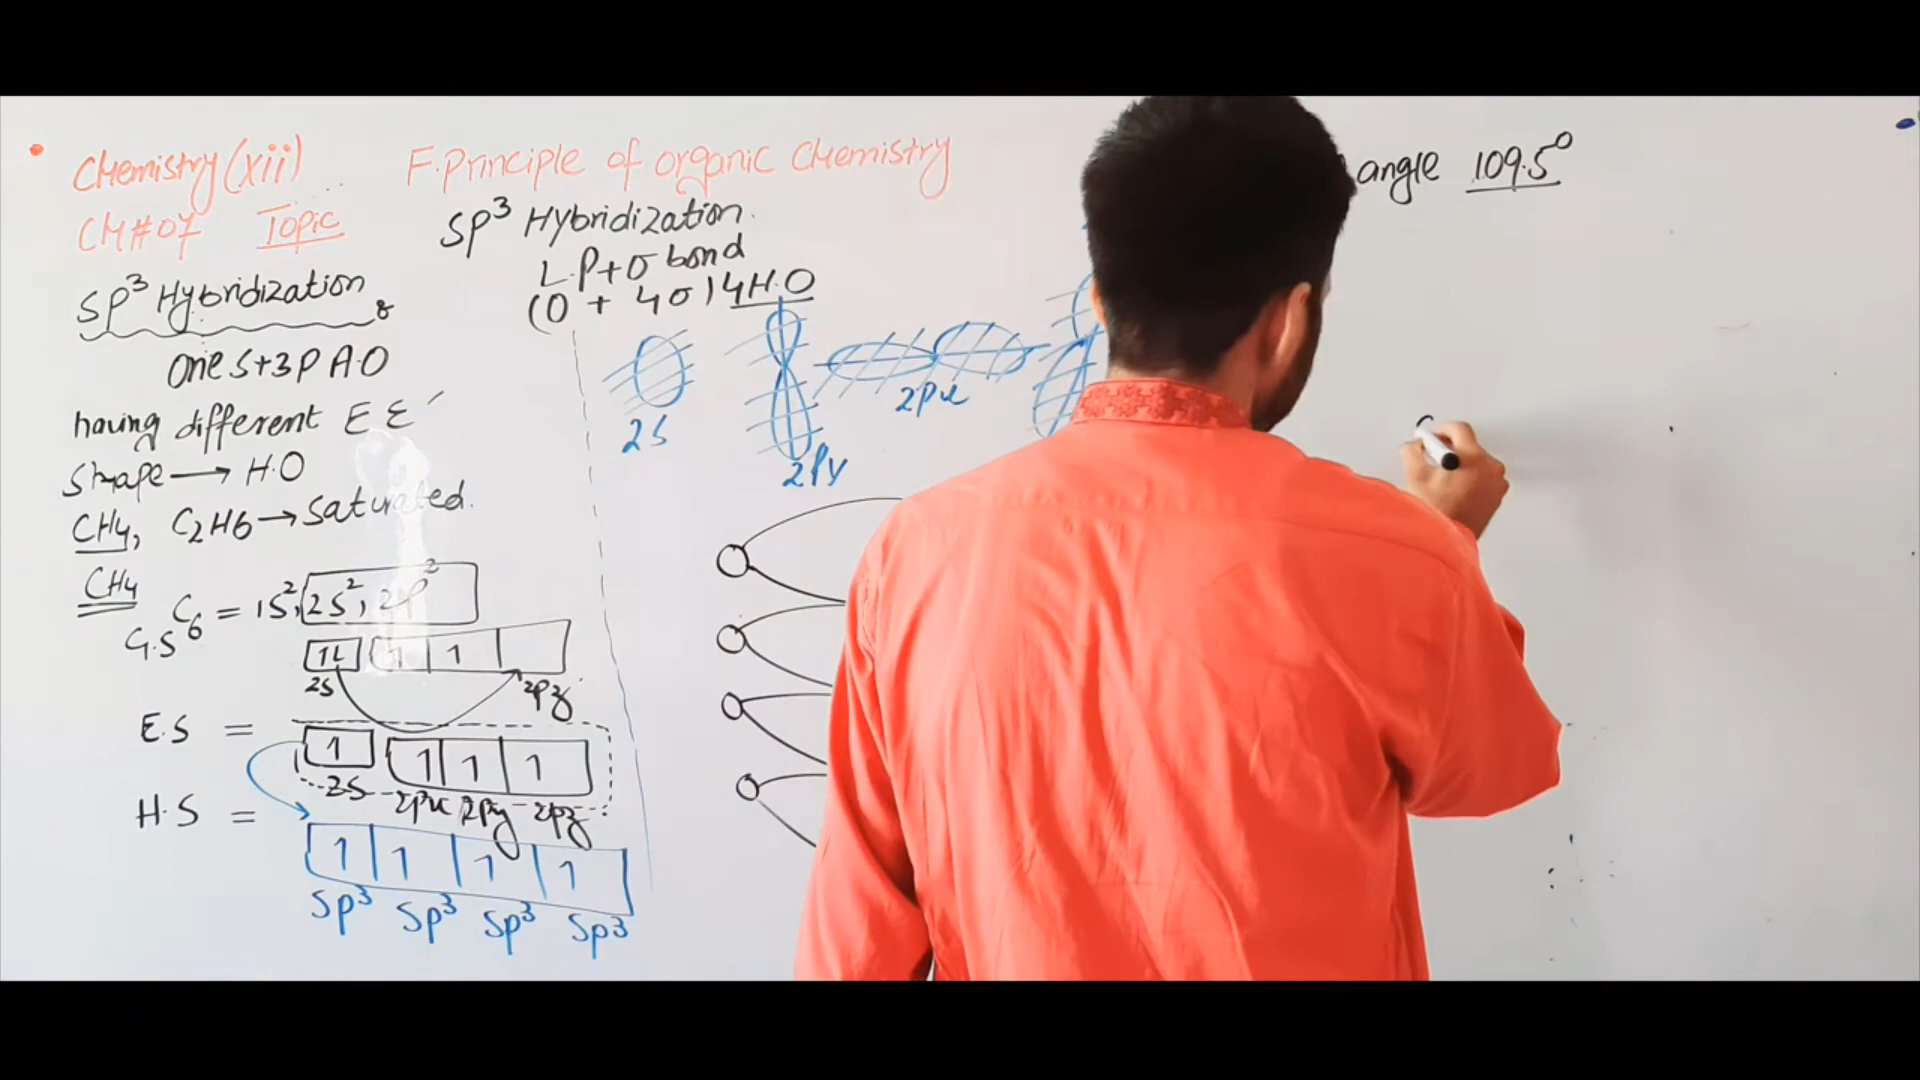 Chemistry (xii) F.Principle of organic Chemistry
CH#07 Topic
SP³ Hybridization.
L.P+σ bond
(0 + 4σ) 4H.O
SP³ Hybridization
one s+3P A.O
having different E &
Shape → H.O
CH4, C2H6 → Saturated.
CH4
G.S C6 = 1S², 2S², 2P²
1L 1 1
2S 2Pz
E.S = 1 1 1 1
2S 2Px 2Py 2Pz
H.S = 1 1 1 1
SP³ SP³ SP³ SP³
2S
2Py
2Px
angle 109.5°